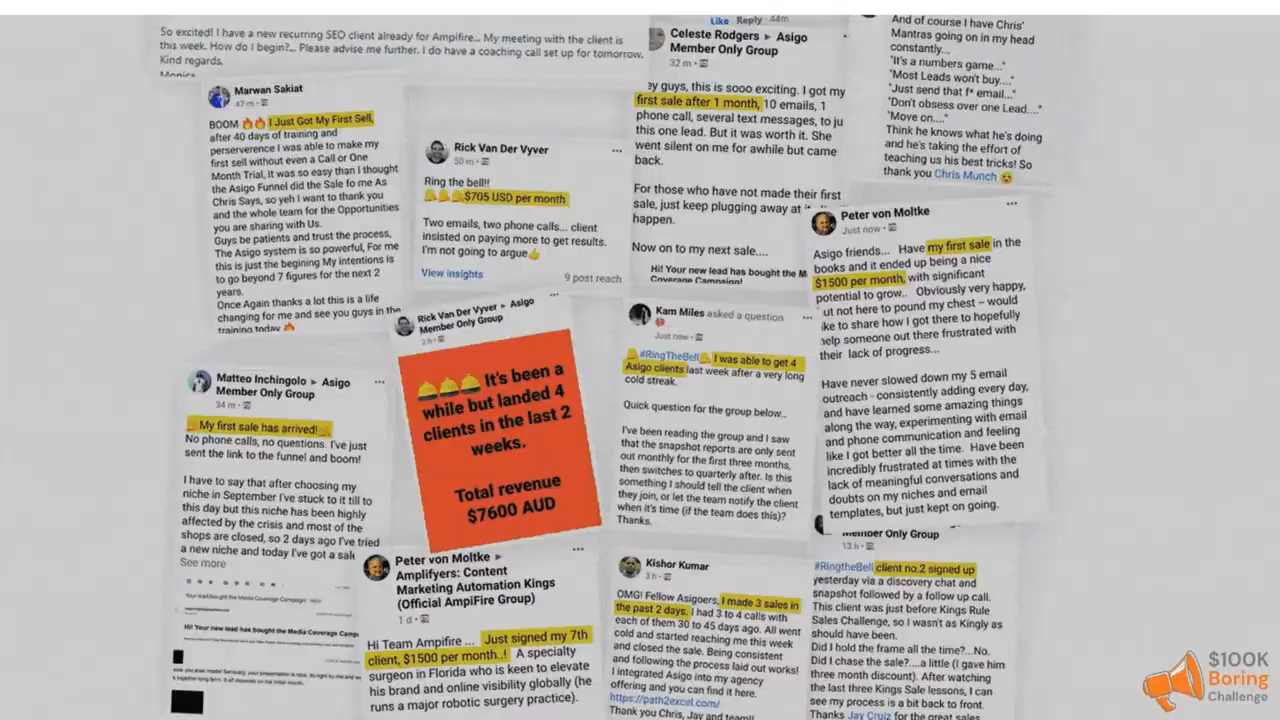 So excited! I have a new recurring SEO client already for Ampifire... My meeting with the client is
this week. How do I begin?... Please advise me further. I do have a coaching call set up for tomorrow.
Kind regards.
Marwan Sakiat
47 m
BOOM 🔥🔥 I Just Got My First Sell,
after 40 days of training and
perserverence I was able to make my
first sell without even a Call or One
Month Trial, it was so easy than I thought
the Asigo Funnel did the Sale fo me As
Chris Says, so yeh I want to thank you
and the whole team for the Opportunities
you are sharing with Us.
Guys be patients and trust the process,
The Asigo system is so powerful, For me
this is just the begining My intentions is
to go beyond 7 figures for the next 2
years.
Once Again thanks a lot this is a life
changing for me and see you guys in the
training today 🔥
Rick Van Der Vyver
50 m
Ring the bell!!
🔔🔔🔔$705 USD per month
Two emails, two phone calls... client
insisted on paying more to get results.
I'm not going to argue👍
View insights
9 post reach
Like Reply 44m
Celeste Rodgers ▸ Asigo
Member Only Group
32 m
ey guys, this is sooo exciting. I got my
first sale after 1 month, 10 emails, 1
phone call, several text messages, to ju
this one lead. But it was worth it. She
went silent on me for awhile but came
back.
For those who have not made their first
sale, just keep plugging away at
happen.
Now on to my next sale....
Hi! Your new lead has bought the M
Coverage Campaign!
And of course I have Chris'
Mantras going on in my head
constantly...
"It's a numbers game..."
"Most Leads won't buy...."
"Just send that f* email..."
"Don't obsess over one Lead...."
"Move on...."
Think he knows what he's doing
and he's taking the effort of
teaching us his best tricks! So
thank you Chris Munch 😉
Peter von Moltke
Just now
Asigo friends... Have my first sale in the
books and it ended up being a nice
$1500 per month, with significant
potential to grow.. Obviously very happy,
ut not here to pound my chest – would
ke to share how I got there to hopefully
help someone out there frustrated with
their lack of progress...
Have never slowed down my 5 email
outreach - consistently adding every day,
and have learned some amazing things
along the way, experimenting with email
and phone communication and feeling
like I got better all the time. Have been
incredibly frustrated at times with the
lack of meaningful conversations and
doubts on my niches and email
templates, but just kept on going.
Matteo Inchingolo ▸ Asigo
Member Only Group
34 m
My first sale has arrived!
No phone calls, no questions. I've just
sent the link to the funnel and boom!
I have to say that after choosing my
niche in September I've stuck to it till to
this day but this niche has been highly
affected by the crisis and most of the
shops are closed, so 2 days ago I've tried
a new niche and today I've got a sale
See more
Your lead bought the Media Coverage Campaign!
Hi! Your new lead has bought the Media Coverage Camp
Rick Van Der Vyver ▸ Asigo
Member Only Group
🔔🔔🔔 It's been a
while but landed 4
clients in the last 2
weeks.
Total revenue
$7600 AUD
Kam Miles asked a question
Just now
#RingTheBell🔔 I was able to get 4
Asigo clients last week after a very long
cold streak.
Quick question for the group below...
I've been reading the group and I saw
that the snapshot reports are only sent
out monthly for the first three months,
then switches to quarterly after. Is this
something I should tell the client when
they join, or let the team notify the client
when it's time (if the team does this)?
Thanks.
Peter von Moltke ▸
Amplifyers: Content
Marketing Automation Kings
(Official AmpiFire Group)
1 d
Hi Team Ampifire ... Just signed my 7th
client, $1500 per month..! A specialty
surgeon in Florida who is keen to elevate
his brand and online visibility globally (he
runs a major robotic surgery practice).
Kishor Kumar
3 h
OMG! Fellow Asigoers, I made 3 sales in
the past 2 days. I had 3 to 4 calls with
each of them 30 to 45 days ago. All went
cold and started reaching me this week
and closed the sale. Being consistent
and following the process laid out works!
I integrated Asigo into my agency
offering and you can find it here.
https://path2excel.com/
Thank you Chris, Jay and team!!
Member Only Group
13 h
#RingtheBell client no.2 signed up
yesterday via a discovery chat and
snapshot followed by a follow up call.
This client was just before Kings Rule
Sales Challenge, so I wasn't as Kingly as
should have been.
Did I hold the frame all the time?...No.
Did I chase the sale?....a little (I gave him
three month discount). After watching
the last three Kings Sale lessons, I can
see my process is a bit back to front.
Thanks Jay Cruiz for the great sales
$100K
Boring
Challenge